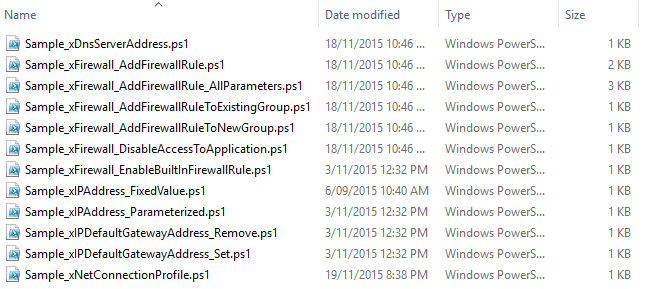 Name Date modified Type Size
Sample_xDnsServerAddress.ps1 18/11/2015 10:46 ... Windows PowerS... 1 KB
Sample_xFirewall_AddFirewallRule.ps1 18/11/2015 10:46 ... Windows PowerS... 2 KB
Sample_xFirewall_AddFirewallRule_AllParameters.ps1 18/11/2015 10:46 ... Windows PowerS... 3 KB
Sample_xFirewall_AddFirewallRuleToExistingGroup.ps1 18/11/2015 10:46 ... Windows PowerS... 1 KB
Sample_xFirewall_AddFirewallRuleToNewGroup.ps1 18/11/2015 10:46 ... Windows PowerS... 1 KB
Sample_xFirewall_DisableAccessToApplication.ps1 18/11/2015 10:46 ... Windows PowerS... 1 KB
Sample_xFirewall_EnableBuiltInFirewallRule.ps1 3/11/2015 12:32 PM Windows PowerS... 1 KB
Sample_xIPAddress_FixedValue.ps1 6/09/2015 10:40 AM Windows PowerS... 1 KB
Sample_xIPAddress_Parameterized.ps1 3/11/2015 12:32 PM Windows PowerS... 1 KB
Sample_xIPDefaultGatewayAddress_Remove.ps1 3/11/2015 12:32 PM Windows PowerS... 1 KB
Sample_xIPDefaultGatewayAddress_Set.ps1 3/11/2015 12:32 PM Windows PowerS... 1 KB
Sample_xNetConnectionProfile.ps1 19/11/2015 8:38 PM Windows PowerS... 1 KB